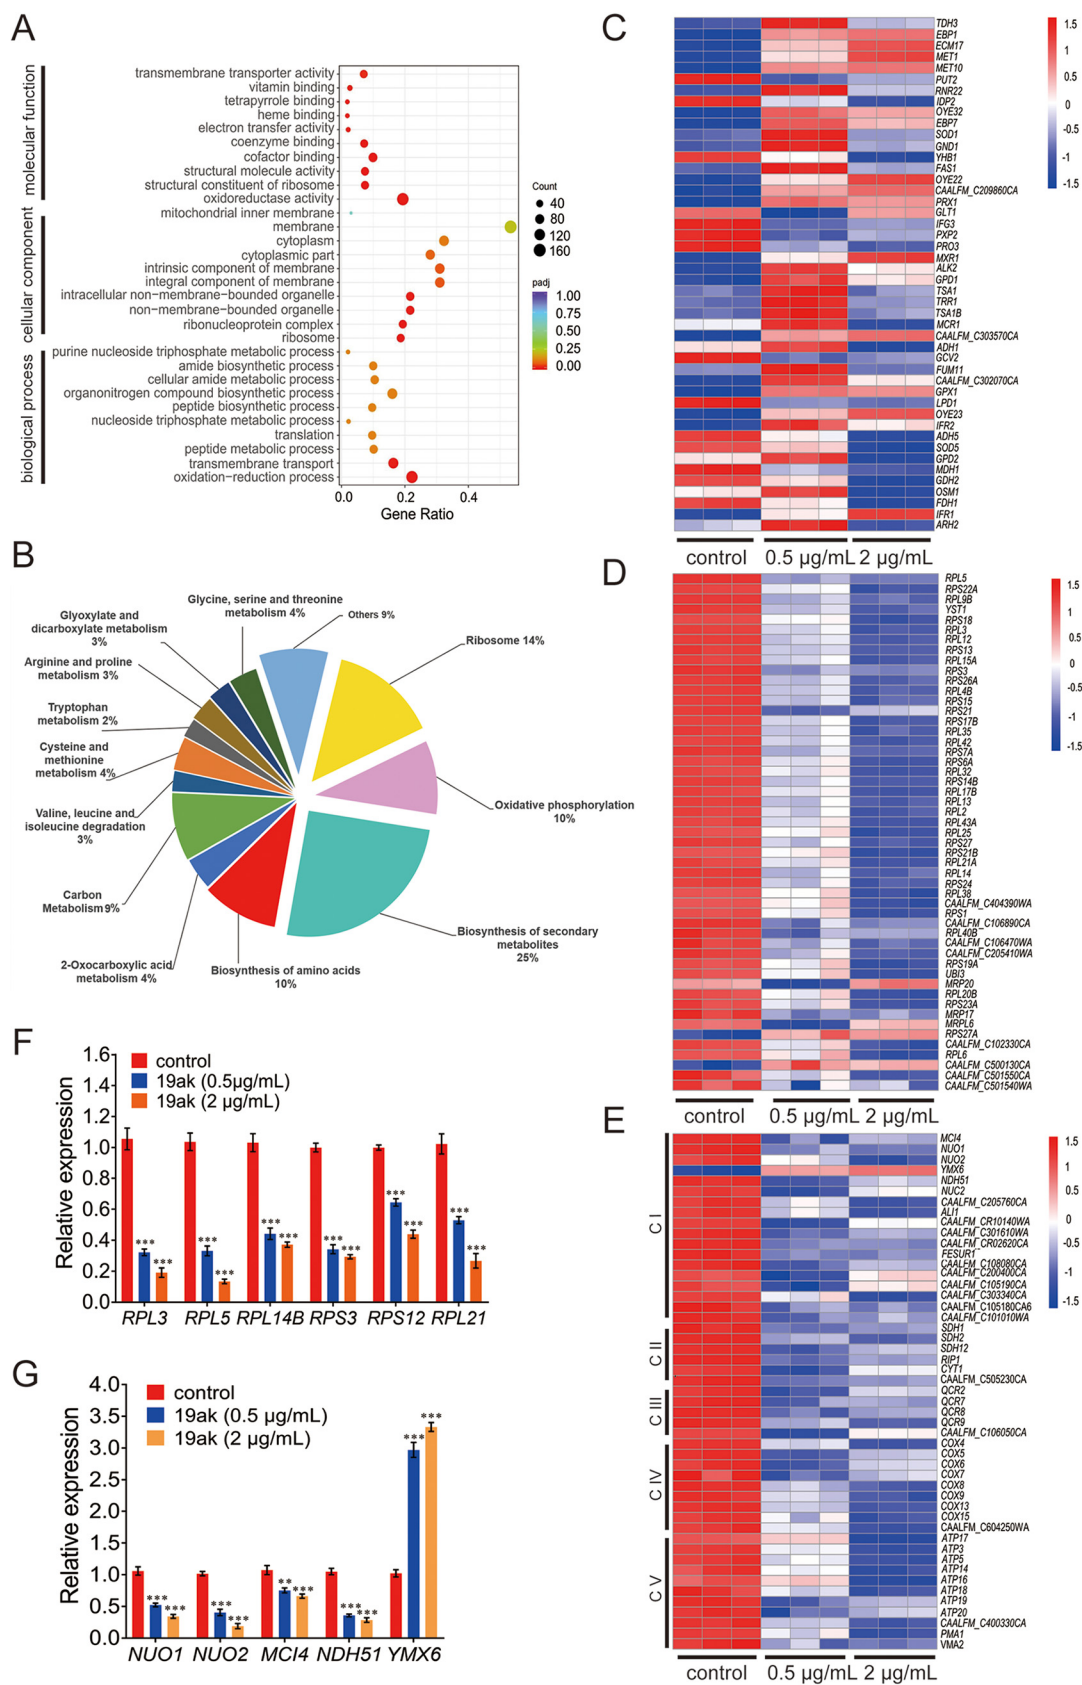 A
molecular function
cellular component
biological process
transmembrane transporter activity
vitamin binding
tetrapyrrole binding
heme binding
electron transfer activity
coenzyme binding
cofactor binding
structural molecule activity
structural constituent of ribosome
oxidoreductase activity
mitochondrial inner membrane
membrane
cytoplasm
cytoplasmic part
intrinsic component of membrane
integral component of membrane
intracellular non−membrane−bounded organelle
non−membrane−bounded organelle
ribonucleoprotein complex
ribosome
purine nucleoside triphosphate metabolic process
amide biosynthetic process
cellular amide metabolic process
organonitrogen compound biosynthetic process
peptide biosynthetic process
nucleoside triphosphate metabolic process
translation
peptide metabolic process
transmembrane transport
oxidation−reduction process
0.0 0.2 0.4
Gene Ratio
Count
40
80
120
160
padj
1.00
0.75
0.50
0.25
0.00
B
Glycine, serine and threonine
metabolism 4%
Others 9%
Glyoxylate and
dicarboxylate metabolism
3%
Ribosome 14%
Arginine and proline
metabolism 3%
Tryptophan
metabolism 2%
Cysteine and
methionine
metabolism 4%
Oxidative phosphorylation
10%
Valine, leucine and
isoleucine degradation
3%
Carbon
Metabolism9%
Biosynthesis of secondary
metebolites
25%
2-Oxocarboxylic acid
metabolism 4%
Biosynthesis of amino acids
10%
C
TDH3
EBP1
ECM17
MET1
MET10
PUT2
RNR22
IDP2
OYE32
EBP7
SOD1
GND1
YHB1
FAS1
OYE22
CAALFM_C209860CA
PRX1
GLT1
IFG3
PXP2
PRO3
MXR1
ALK2
GPD1
TSA1
TRR1
TSA1B
MCR1
CAALFM_C303570CA
ADH1
GCV2
FUM11
CAALFM_C302070CA
GPX1
LPD1
OYE23
IFR2
ADH5
SOD5
GPD2
MDH1
GDH2
OSM1
FDH1
IFR1
ARH2
1.5
1
0.5
0
-0.5
-1
-1.5
control 0.5 µg/mL 2 µg/mL
D
RPL5
RPS22A
RPL9B
YST1
RPS18
RPL3
RPL12
RPS13
RPL15A
RPS3
RPS26A
RPL4B
RPS15
RPS21
RPS17B
RPL35
RPL42
RPS7A
RPS6A
RPL32
RPS14B
RPL17B
RPL13
RPL2
RPL43A
RPL25
RPS27
RPS21B
RPL21A
RPL14
RPS24
RPL38
CAALFM_C404390WA
RPS1
CAALFM_C106890CA
RPL40B
CAALFM_C106470WA
CAALFM_C205410WA
RPS19A
UBI3
MRP20
RPL20B
RPS23A
MRP17
MRPL6
RPS27A
CAALFM_C102330CA
RPL6
CAALFM_C500130CA
CAALFM_C501550CA
CAALFM_C501540WA
1.5
1
0.5
0
-0.5
-1
-1.5
control 0.5 µg/mL 2 µg/mL
E
C I
C II
C III
C IV
C V
MCI4
NUO1
NUO2
YMX6
NDH51
NUC2
CAALFM_C205760CA
ALI1
CAALFM_CR10140WA
CAALFM_C301610WA
CAALFM_CR02620CA
FESUR1
CAALFM_C108080CA
CAALFM_C200400CA
CAALFM_C105190CA
CAALFM_C303340CA
CAALFM_C105180CA6
CAALFM_C101010WA
SDH1
SDH2
SDH12
RIP1
CYT1
CAALFM_C505230CA
QCR2
QCR7
QCR8
QCR9
CAALFM_C106050CA
COX4
COX5
COX6
COX7
COX8
COX9
COX13
COX15
CAALFM_C604250WA
ATP17
ATP3
ATP5
ATP14
ATP16
ATP18
ATP19
ATP20
CAALFM_C400330CA
PMA1
VMA2
1.5
1
0.5
0
-0.5
-1
-1.5
control 0.5 µg/mL 2 µg/mL
F
Relative expression
1.6
1.4
1.2
1.0
0.8
0.6
0.4
0.2
0.0
control
19ak (0.5µg/mL)
19ak (2 µg/mL)
*** *** *** *** *** *** *** *** *** *** *** ***
RPL3 RPL5 RPL14B RPS3 RPS12 RPL21
G
Relative expression
4.0
3.5
3.0
2.5
2.0
1.5
1.0
0.5
0.0
control
19ak (0.5 µg/mL)
19ak (2 µg/mL)
*** *** *** *** ** *** *** *** *** ***
NUO1 NUO2 MCI4 NDH51 YMX6